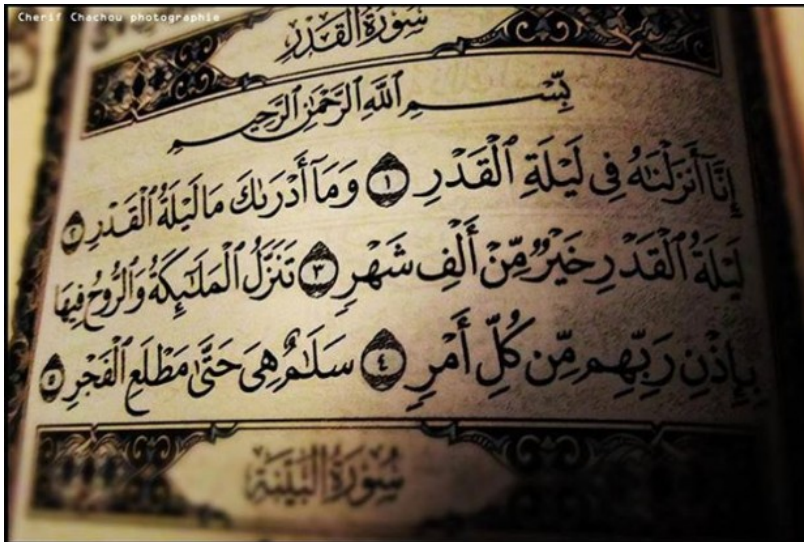 Cherif Chachou photographie
سُورَةُ القَدْرِ
بِّسْمِ ٱللَّهِ ٱلرَّحْمَٰنِ ٱلرَّحِيمِ
إِنَّآ أَنزَلْنَٰهُ فِى لَيْلَةِ ٱلْقَدْرِ ١ وَمَآ أَدْرَىٰكَ مَا لَيْلَةُ ٱلْقَدْرِ ٢
لَيْلَةُ ٱلْقَدْرِ خَيْرٌ مِّنْ أَلْفِ شَهْرٍ ٣ تَنَزَّلُ ٱلْمَلَٰٓئِكَةُ وَٱلرُّوحُ فِيهَا
بِإِذْنِ رَبِّهِم مِّن كُلِّ أَمْرٍ ٤ سَلَٰمٌ هِىَ حَتَّىٰ مَطْلَعِ ٱلْفَجْرِ ٥
سُورَةُ البَيِّنَةِ